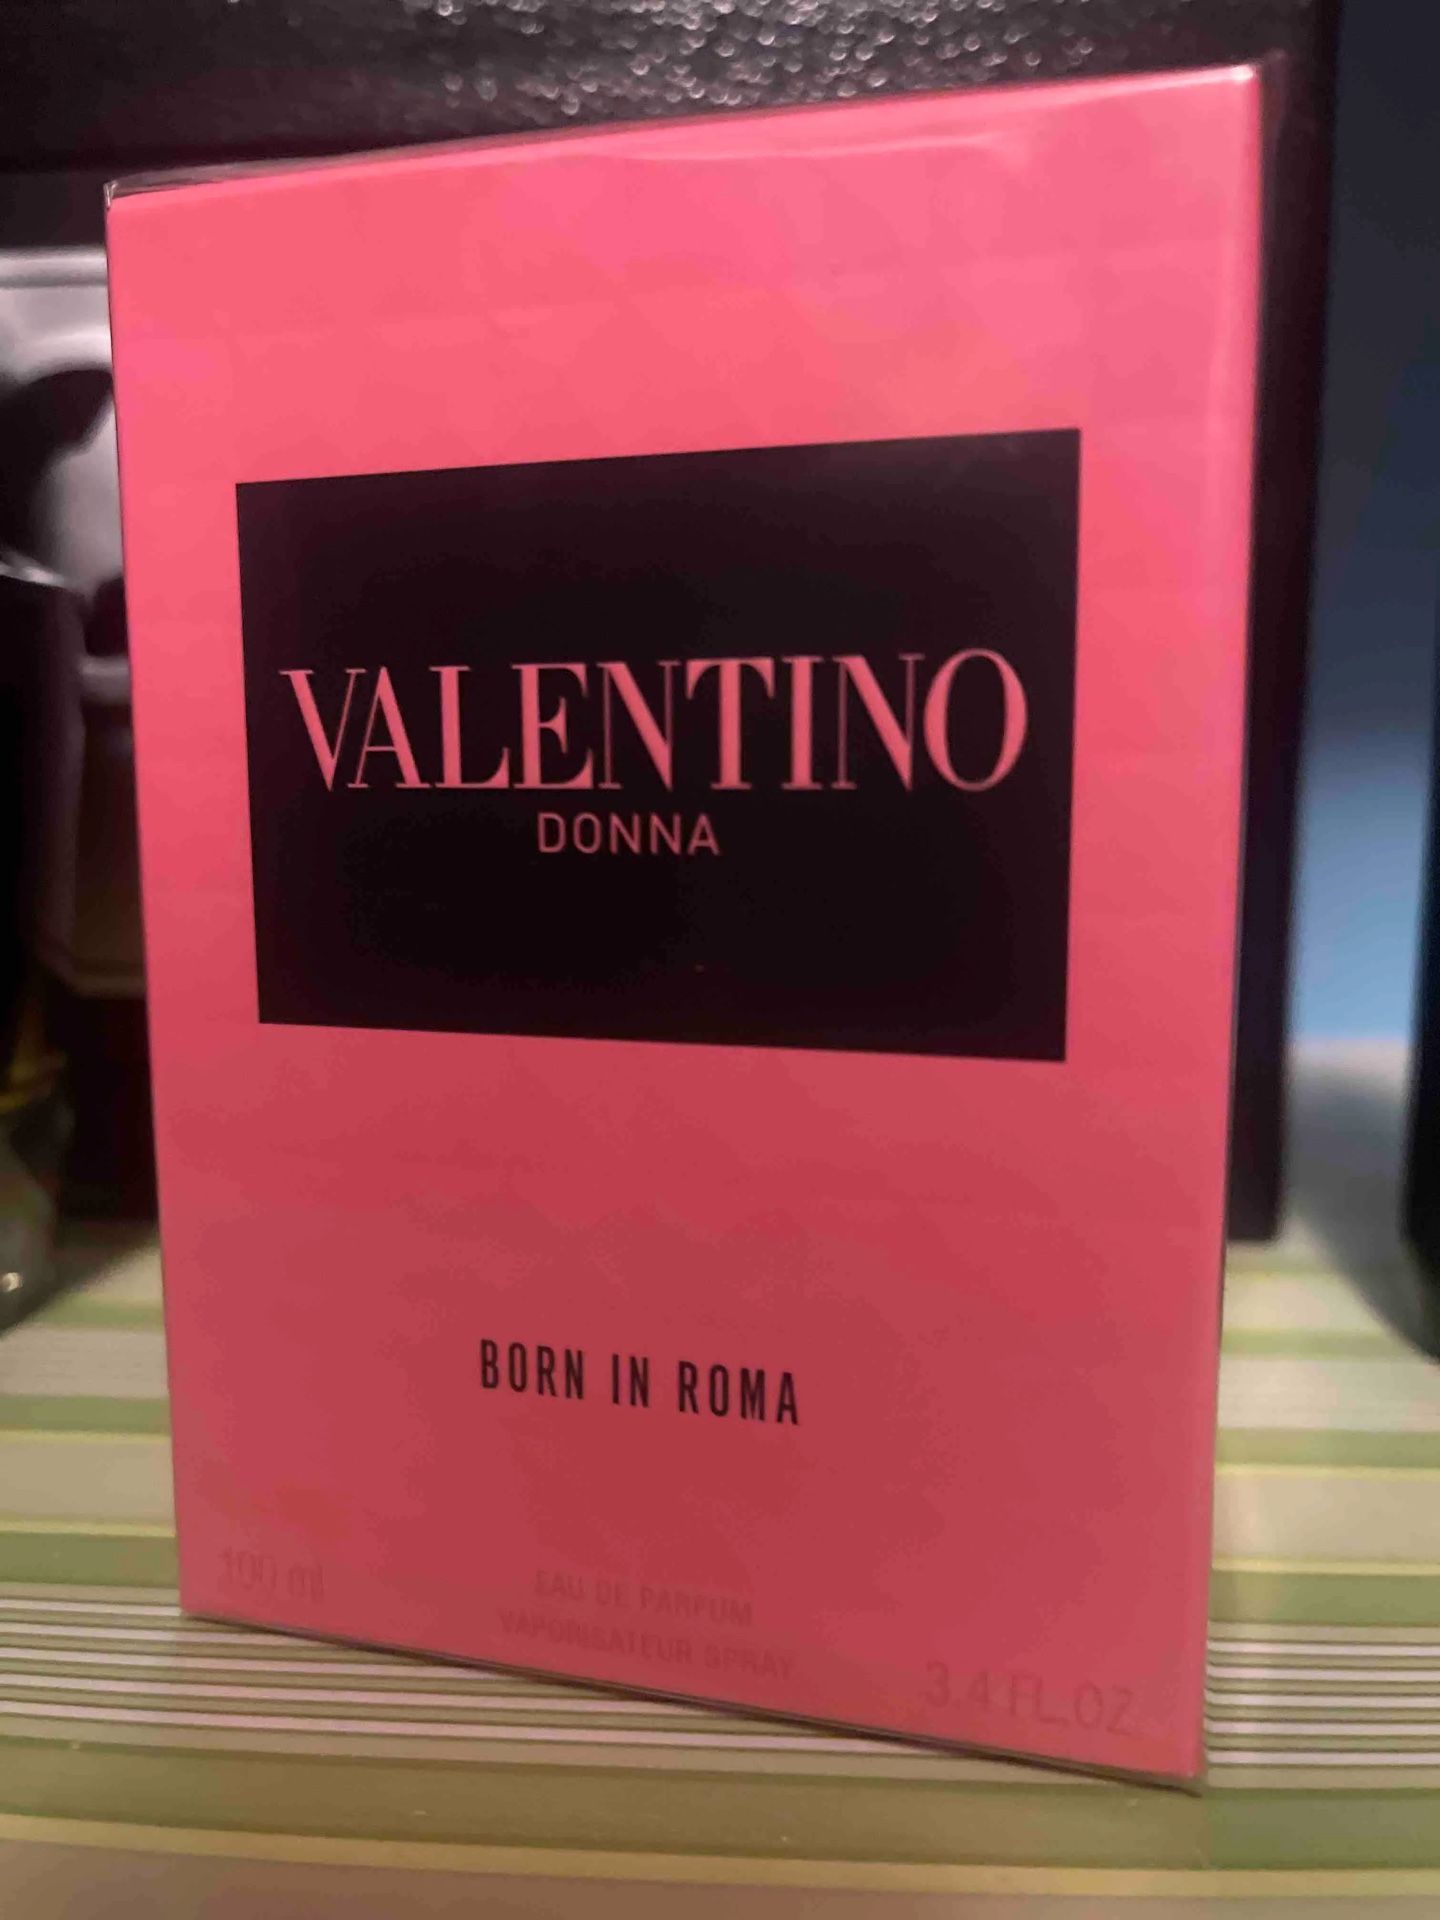 VALENTINO
DONNA
BORN IN ROMA
100 ml
EAU DE PARFUM
VAPORISATEUR SPRAY
3.4 FL.OZ